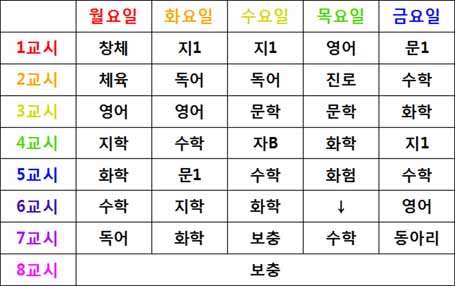 월요일 화요일 수요일 목요일 금요일
1교시 창체 지1 지1 영어 문1
2교시 체육 독어 독어 진로 수학
3교시 영어 영어 문학 문학 화학
4교시 지학 수학 자B 화학 지1
5교시 화학 문1 수학 화험 수학
6교시 수학 지학 화학 ↓ 영어
7교시 독어 화학 보충 수학 동아리
8교시 보충